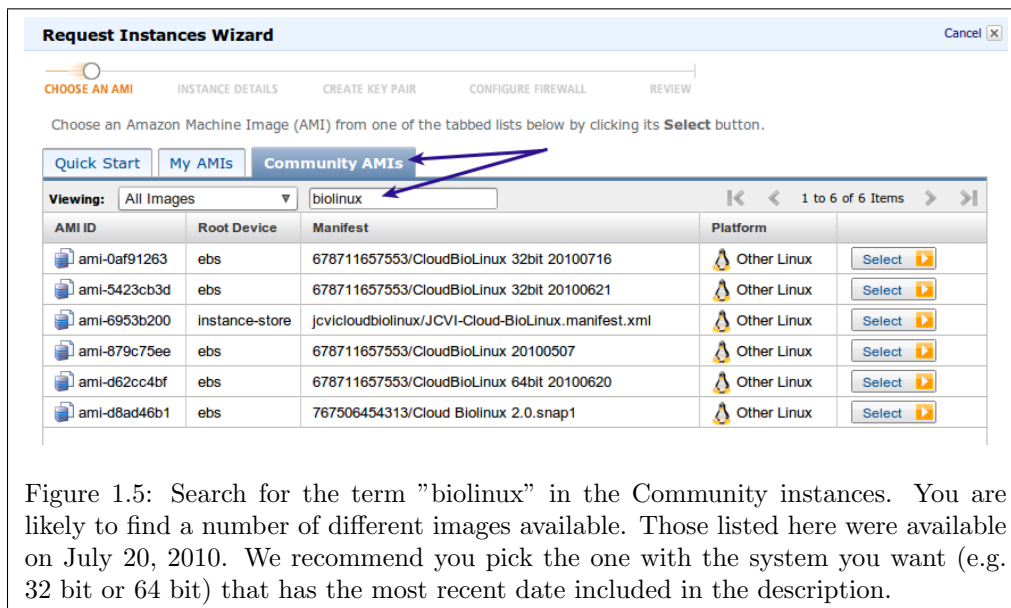 Request Instances Wizard Cancel
CHOOSE AN AMI INSTANCE DETAILS CREATE KEY PAIR CONFIGURE FIREWALL REVIEW
Choose an Amazon Machine Image (AMI) from one of the tabbed lists below by clicking its Select button.
Quick Start My AMIs Community AMIs
Viewing: All Images biolinux 1 to 6 of 6 Items
AMI ID Root Device Manifest Platform
ami-0af91263 ebs 678711657553/CloudBioLinux 32bit 20100716 Other Linux Select
ami-5423cb3d ebs 678711657553/CloudBioLinux 32bit 20100621 Other Linux Select
ami-6953b200 instance-store jcvicloudbiolinux/JCVI-Cloud-BioLinux.manifest.xml Other Linux Select
ami-879c75ee ebs 678711657553/CloudBioLinux 20100507 Other Linux Select
ami-d62cc4bf ebs 678711657553/CloudBioLinux 64bit 20100620 Other Linux Select
ami-d8ad46b1 ebs 767506454313/Cloud Biolinux 2.0.snap1 Other Linux Select
Figure 1.5: Search for the term ”biolinux” in the Community instances. You are
likely to find a number of different images available. Those listed here were available
on July 20, 2010. We recommend you pick the one with the system you want (e.g.
32 bit or 64 bit) that has the most recent date included in the description.